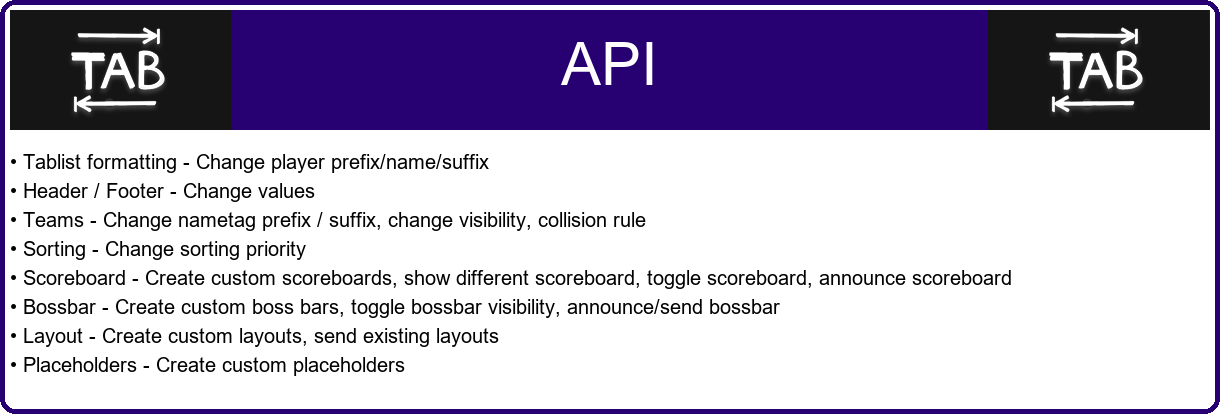 TAB API TAB
• Tablist formatting - Change player prefix/name/suffix
• Header / Footer - Change values
• Teams - Change nametag prefix / suffix, change visibility, collision rule
• Sorting - Change sorting priority
• Scoreboard - Create custom scoreboards, show different scoreboard, toggle scoreboard, announce scoreboard
• Bossbar - Create custom boss bars, toggle bossbar visibility, announce/send bossbar
• Layout - Create custom layouts, send existing layouts
• Placeholders - Create custom placeholders